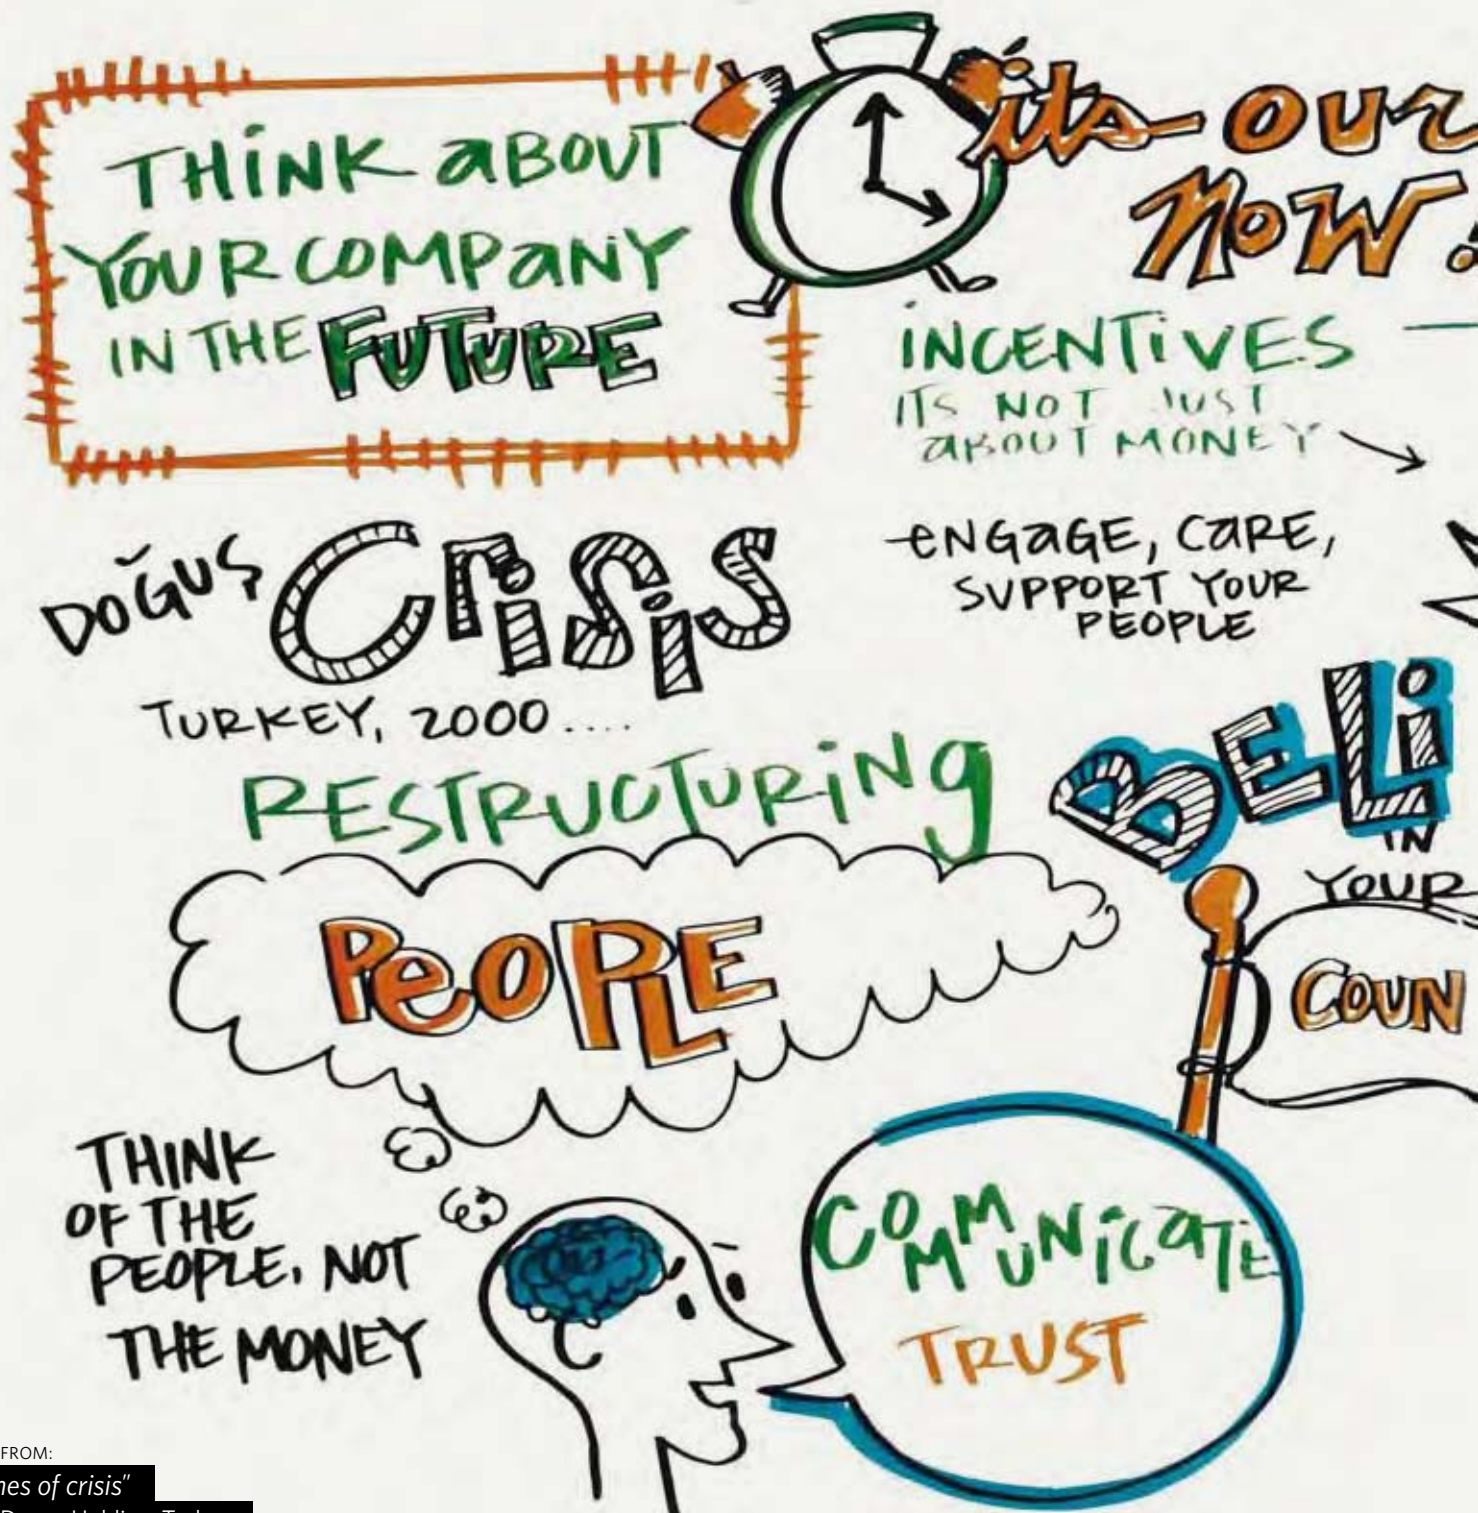 THINK ABOUT
YOUR COMPANY
IN THE FUTURE
its our
NOW!
INCENTIVES
ITS NOT JUST
ABOUT MONEY
ENGAGE, CARE,
SUPPORT YOUR
PEOPLE
DOĞUŞ Crisis
TURKEY, 2000....
RESTRUCTURING
PEOPLE
BELI
IN
YOUR
COUN
THINK
OF THE
PEOPLE, NOT
THE MONEY
COMMUNICATE
TRUST
FROM:
mes of crisis"